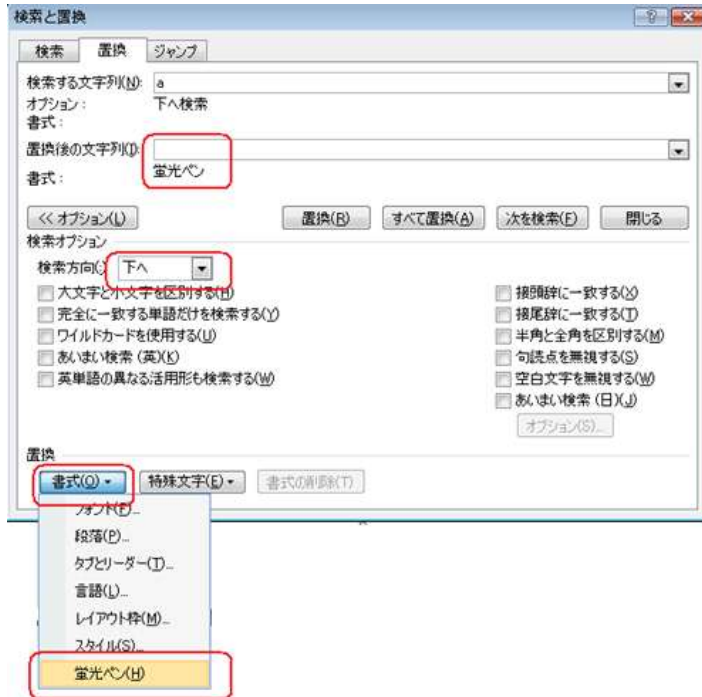 検索と置換
検索 置換 ジャンプ
検索する文字列(N): a
オプション: 下へ検索
書式:
置換後の文字列(I):
書式: 蛍光ペン
<< オプション(L) 置換(R) すべて置換(A) 次を検索(F) 閉じる
検索オプション
検索方向(:) 下へ
大文字と小文字を区別する(H) 接頭辞に一致する(X)
完全に一致する単語だけを検索する(Y) 接尾辞に一致する(T)
ワイルドカードを使用する(U) 半角と全角を区別する(M)
あいまい検索 (英)(K) 句読点を無視する(S)
英単語の異なる活用形も検索する(W) 空白文字を無視する(W)
あいまい検索 (日)(J)
オプション(S)...
置換
書式(O) 特殊文字(E) 書式の削除(T)
フォント(F)...
段落(P)...
タブとリーダー(T)...
言語(L)...
レイアウト枠(M)...
スタイル(S)...
蛍光ペン(H)